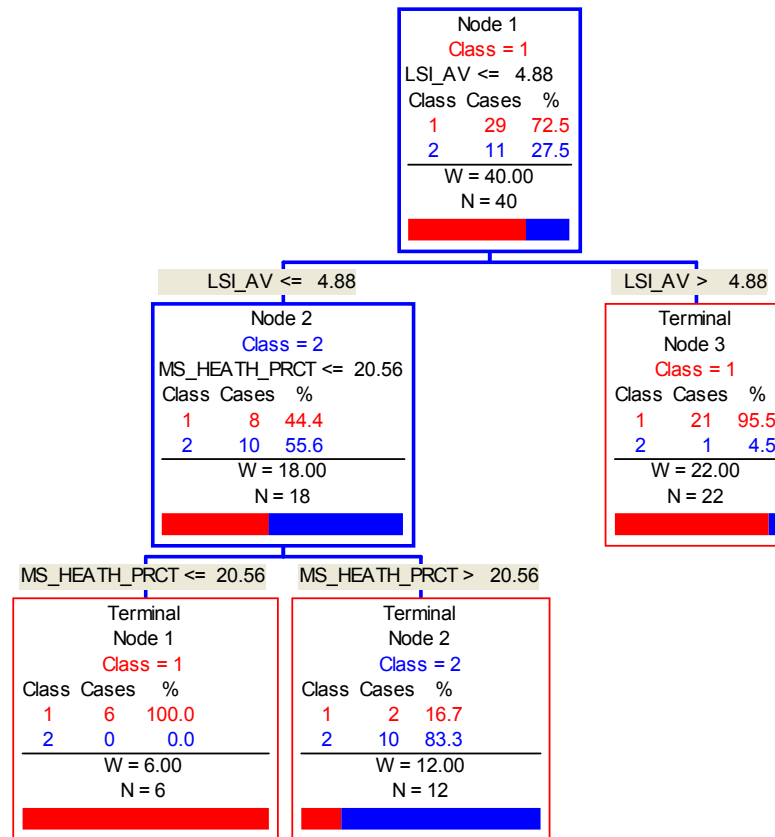 Node 1
Class = 1
LSI_AV <= 4.88
Class Cases %
1 29 72.5
2 11 27.5
W = 40.00
N = 40
LSI_AV <= 4.88
LSI_AV > 4.88
Node 2
Class = 2
MS_HEATH_PRCT <= 20.56
Class Cases %
1 8 44.4
2 10 55.6
W = 18.00
N = 18
Terminal
Node 3
Class = 1
Class Cases %
1 21 95.5
2 1 4.5
W = 22.00
N = 22
MS_HEATH_PRCT <= 20.56
MS_HEATH_PRCT > 20.56
Terminal
Node 1
Class = 1
Class Cases %
1 6 100.0
2 0 0.0
W = 6.00
N = 6
Terminal
Node 2
Class = 2
Class Cases %
1 2 16.7
2 10 83.3
W = 12.00
N = 12